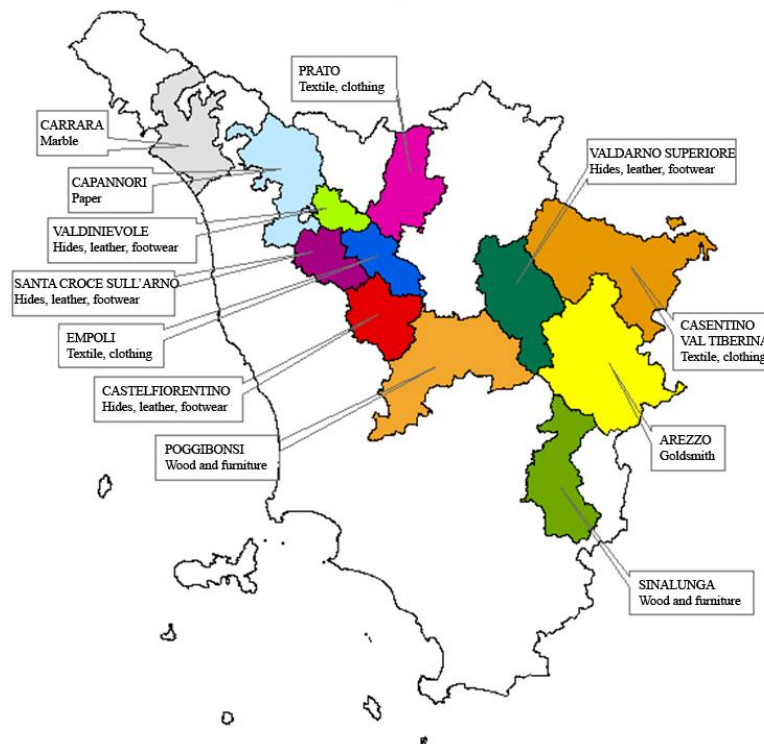 PRATO
Textile, clothing
CARRARA
Marble
VALDARNO SUPERIORE
Hides, leather, footwear
CAPANNORI
Paper
VALDINIEVOLE
Hides, leather, footwear
SANTA CROCE SULL'ARNO
Hides, leather, footwear
EMPOLI
Textile, clothing
CASENTINO
VAL TIBERINA
Textile, clothing
CASTELFIORENTINO
Hides, leather, footwear
POGGIBONSI
Wood and furniture
AREZZO
Goldsmith
SINALUNGA
Wood and furniture